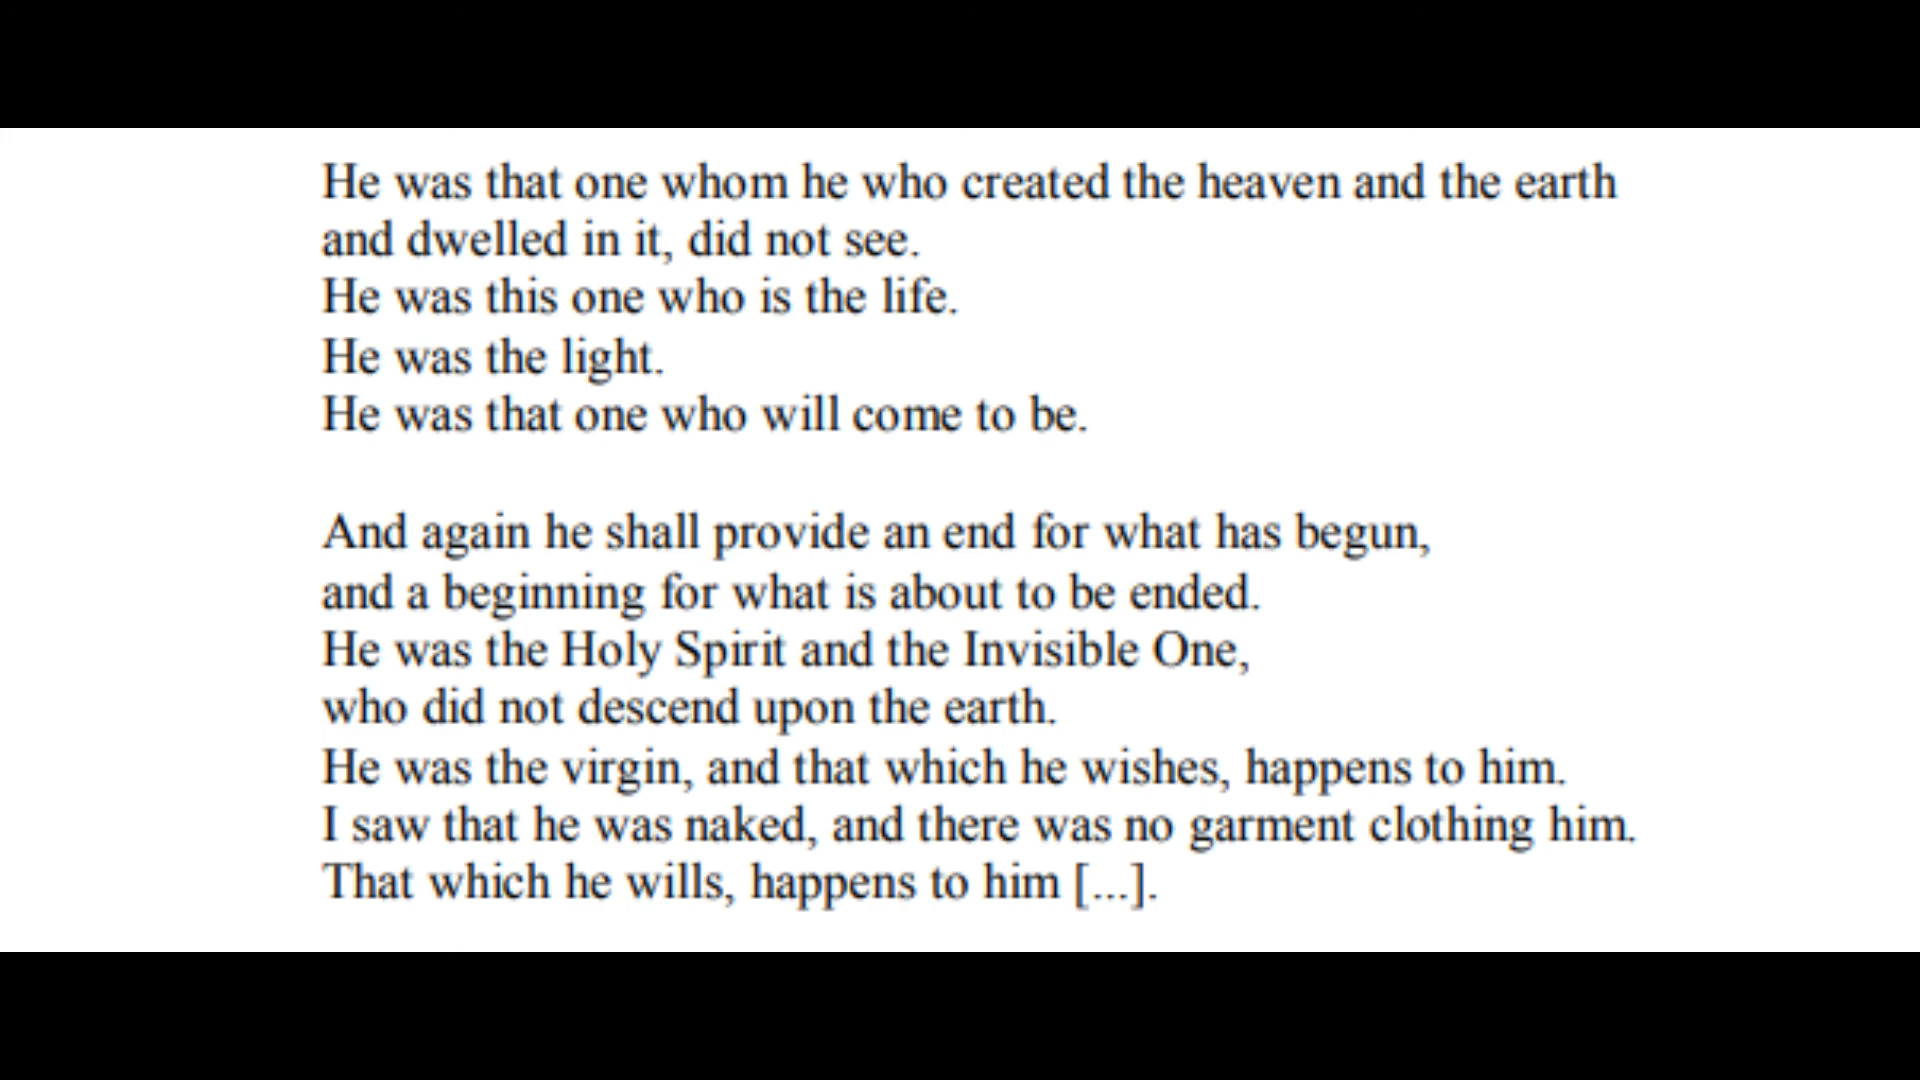 He was that one whom he who created the heaven and the earth
and dwelled in it, did not see.
He was this one who is the life.
He was the light.
He was that one who will come to be.
And again he shall provide an end for what has begun,
and a beginning for what is about to be ended.
He was the Holy Spirit and the Invisible One,
who did not descend upon the earth.
He was the virgin, and that which he wishes, happens to him.
I saw that he was naked, and there was no garment clothing him.
That which he wills, happens to him [...].